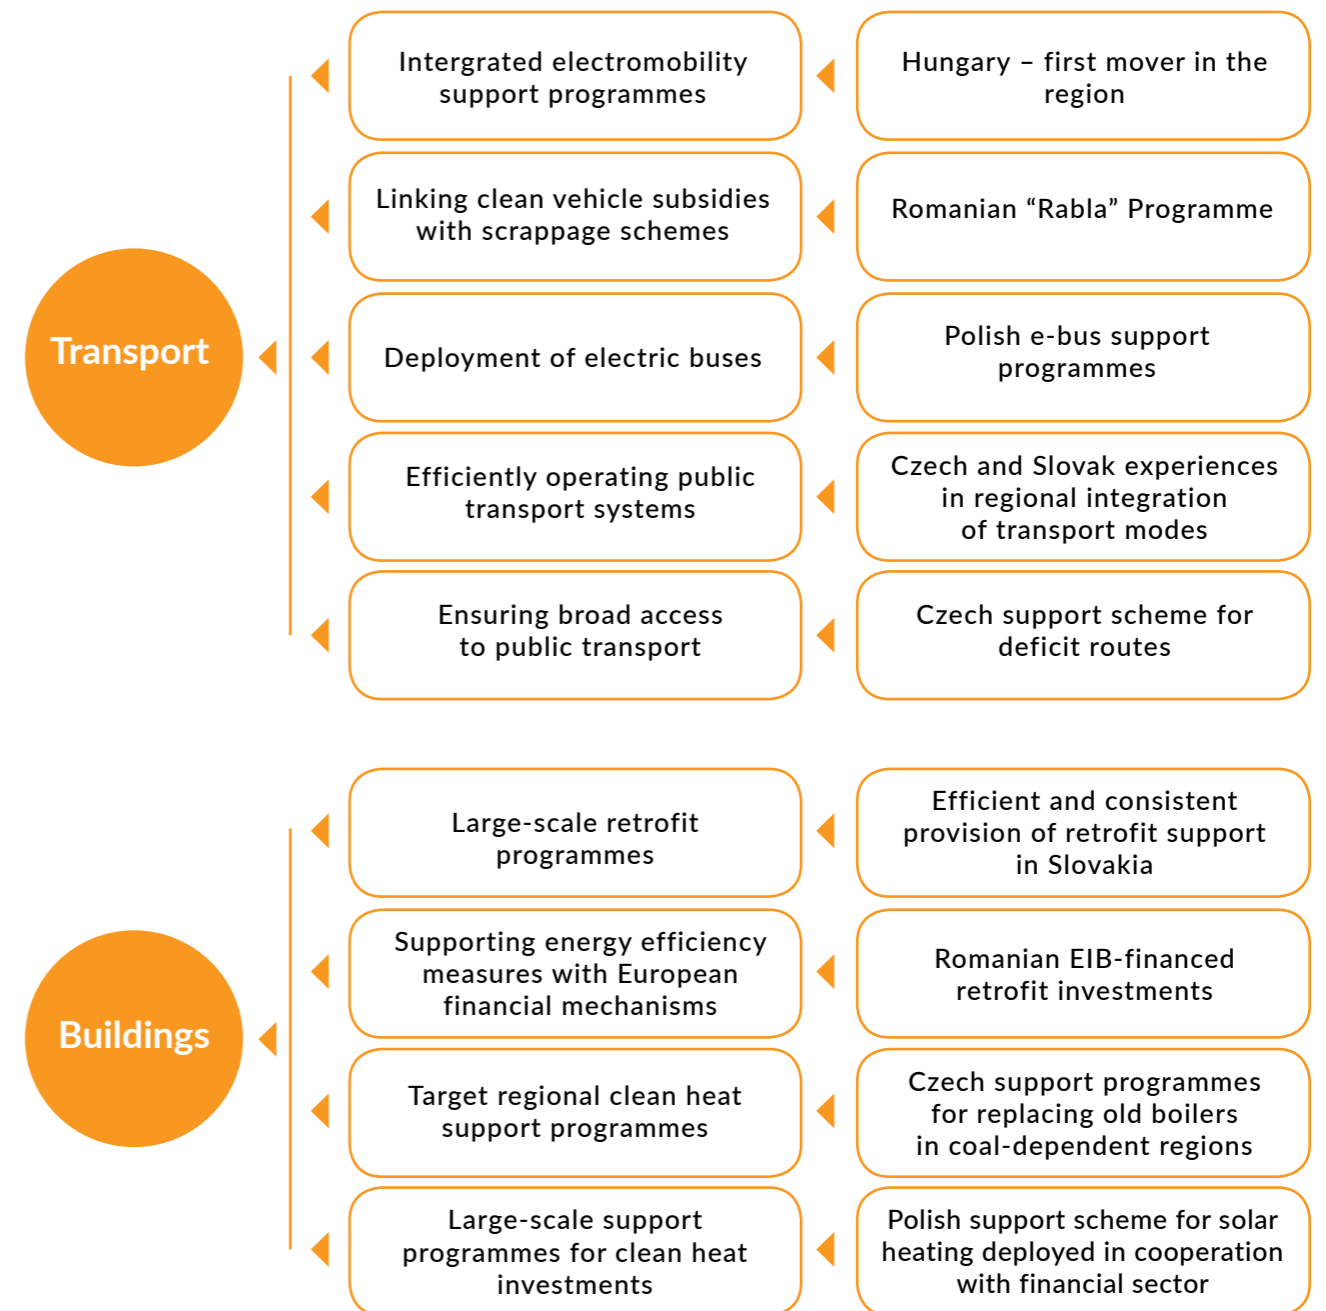 Transport
Intergrated electromobility
support programmes
Hungary – first mover in the
region
Linking clean vehicle subsidies
with scrappage schemes
Romanian “Rabla” Programme
Deployment of electric buses
Polish e-bus support
programmes
Efficiently operating public
transport systems
Czech and Slovak experiences
in regional integration
of transport modes
Ensuring broad access
to public transport
Czech support scheme for
deficit routes
Buildings
Large-scale retrofit
programmes
Efficient and consistent
provision of retrofit support
in Slovakia
Supporting energy efficiency
measures with European
financial mechanisms
Romanian EIB-financed
retrofit investments
Target regional clean heat
support programmes
Czech support programmes
for replacing old boilers
in coal-dependent regions
Large-scale support
programmes for clean heat
investments
Polish support scheme for solar
heating deployed in cooperation
with financial sector